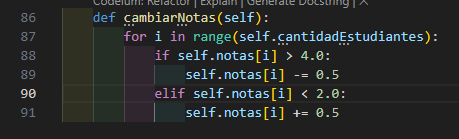 Codeium: Refactor | Explain | Generate Docstring
86 def cambiarNotas(self):
87 for i in range(self.cantidadEstudiantes):
88 if self.notas[i] > 4.0:
89 self.notas[i] -= 0.5
90 elif self.notas[i] < 2.0:
91 self.notas[i] += 0.5